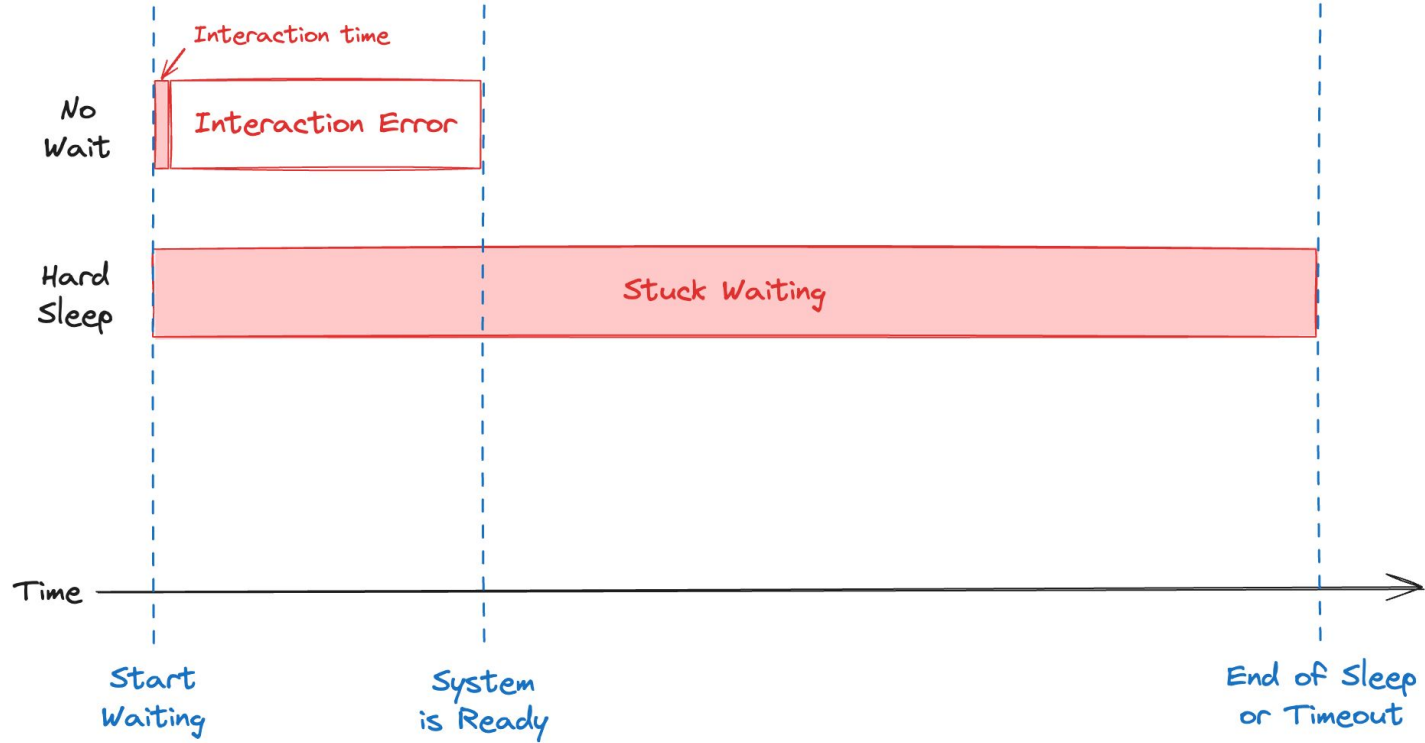 Interaction time
No
Wait
Interaction Error
Hard
Sleep
Stuck Waiting
Time
Start
Waiting
System
is Ready
End of Sleep
or Timeout